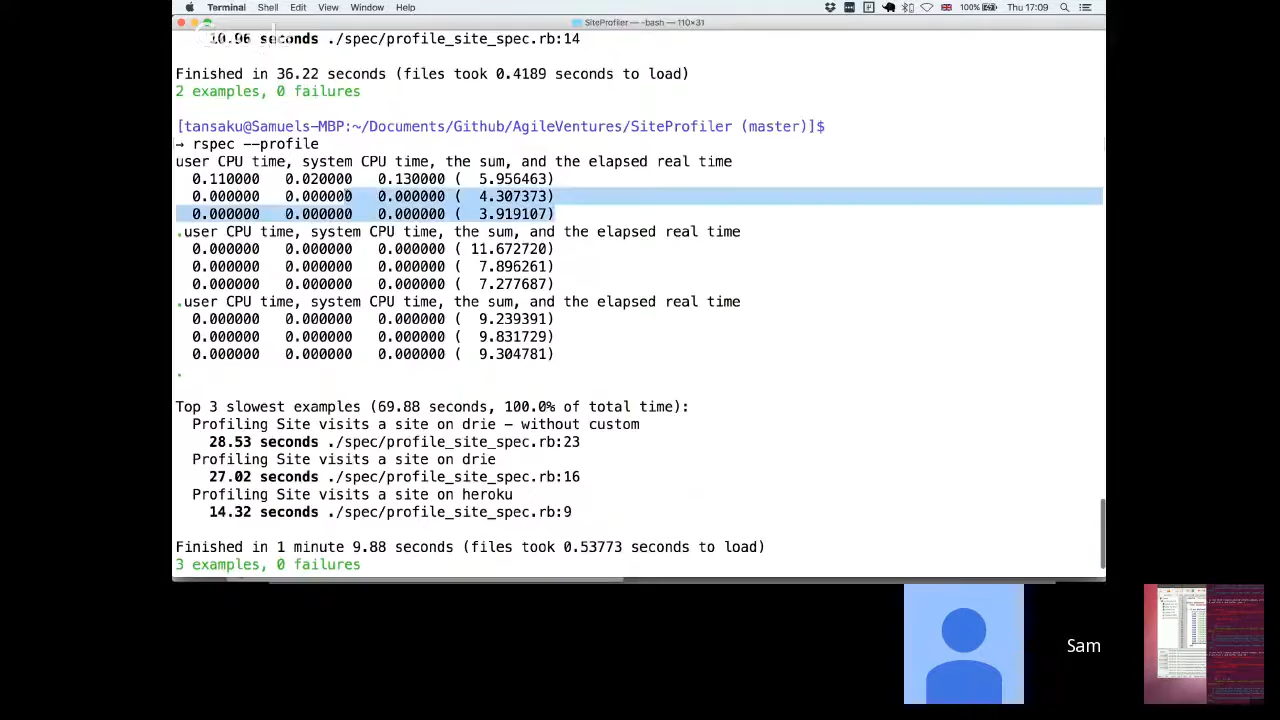 Terminal Shell Edit View Window Help 100% Thu 17:09
SiteProfiler — -bash — 110×31
10.96 seconds ./spec/profile_site_spec.rb:14
Finished in 36.22 seconds (files took 0.4189 seconds to load)
2 examples, 0 failures
[tansaku@Samuels-MBP:~/Documents/Github/AgileVentures/SiteProfiler (master)]$
→ rspec --profile
user CPU time, system CPU time, the sum, and the elapsed real time
0.110000 0.020000 0.130000 ( 5.956463)
0.000000 0.000000 0.000000 ( 4.307373)
0.000000 0.000000 0.000000 ( 3.919107)
.user CPU time, system CPU time, the sum, and the elapsed real time
0.000000 0.000000 0.000000 ( 11.672720)
0.000000 0.000000 0.000000 ( 7.896261)
0.000000 0.000000 0.000000 ( 7.277687)
.user CPU time, system CPU time, the sum, and the elapsed real time
0.000000 0.000000 0.000000 ( 9.239391)
0.000000 0.000000 0.000000 ( 9.831729)
0.000000 0.000000 0.000000 ( 9.304781)
.
Top 3 slowest examples (69.88 seconds, 100.0% of total time):
Profiling Site visits a site on drie - without custom
28.53 seconds ./spec/profile_site_spec.rb:23
Profiling Site visits a site on drie
27.02 seconds ./spec/profile_site_spec.rb:16
Profiling Site visits a site on heroku
14.32 seconds ./spec/profile_site_spec.rb:9
Finished in 1 minute 9.88 seconds (files took 0.53773 seconds to load)
3 examples, 0 failures
Sam